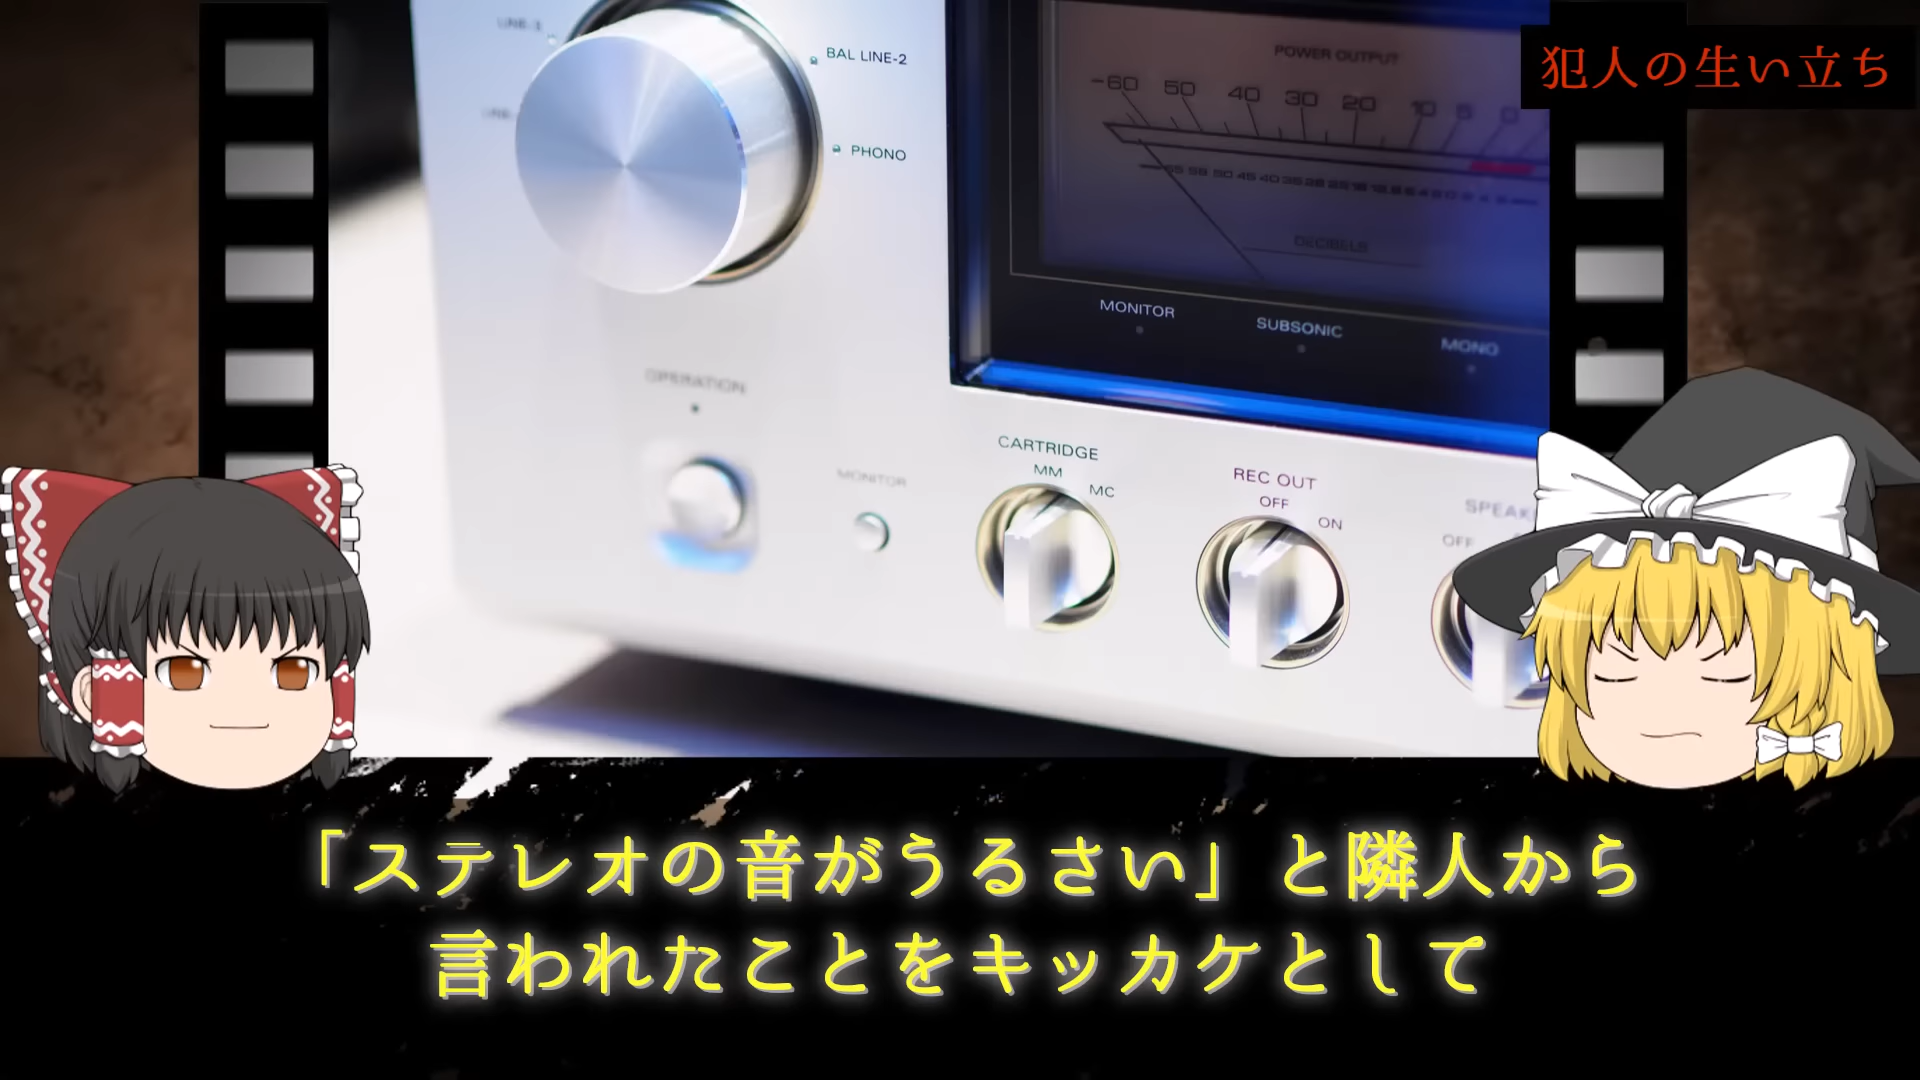 犯人の生い立ち
LINE-3
BAL LINE-2
PHONO
POWER OUTPUT
-60 50 40 30 20 10 5 0
DECIBELS
MONITOR
SUBSONIC
MONO
OPERATION
MONITOR
CARTRIDGE
MM
MC
REC OUT
OFF
ON
OFF
「ステレオの音がうるさい」と隣人から
言われたことをキッカケとして